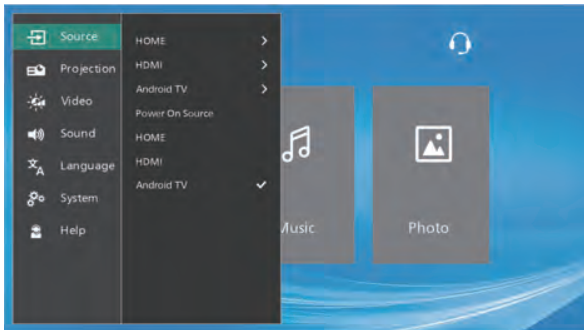 Source
Projection
Video
Sound
Language
System
Help
HOME
HDMI
Android TV
Power On Source
HOME
HDMI
Android TV
Music
Photo